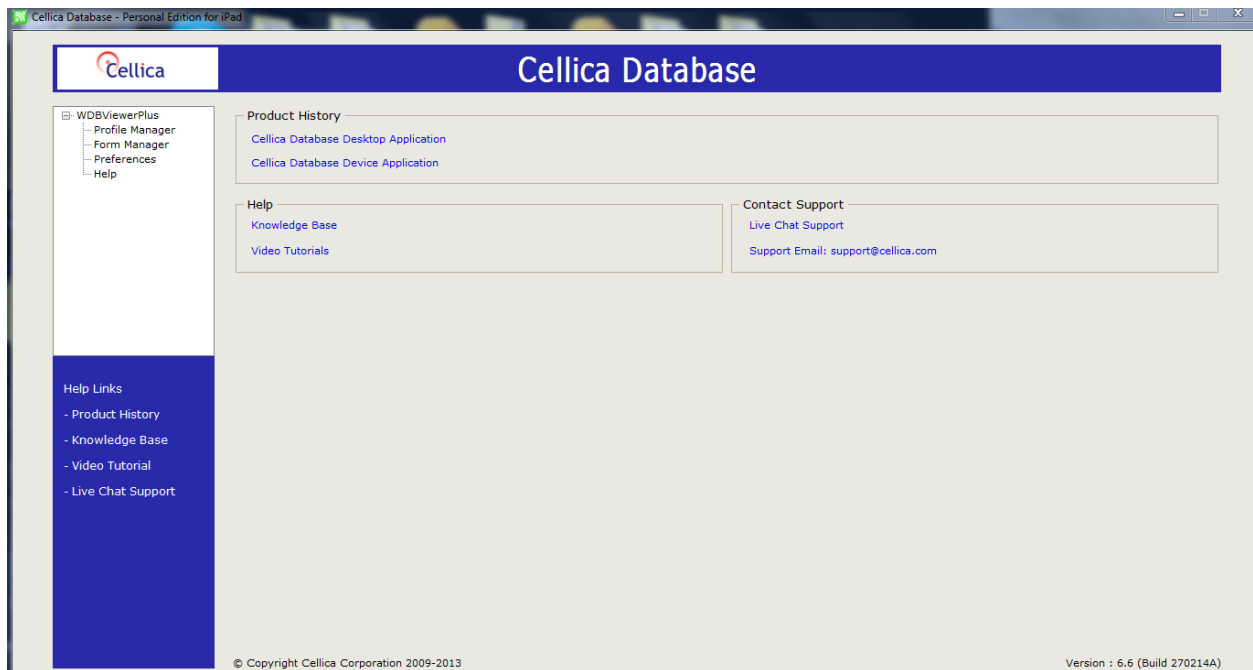 Cellica Database - Personal Edition for iPad
Cellica
Cellica Database
WDBViewerPlus
Profile Manager
Form Manager
Preferences
Help
Product History
Cellica Database Desktop Application
Cellica Database Device Application
Help
Knowledge Base
Video Tutorials
Contact Support
Live Chat Support
Support Email: support@cellica.com
Help Links
- Product History
- Knowledge Base
- Video Tutorial
- Live Chat Support
© Copyright Cellica Corporation 2009-2013
Version : 6.6 (Build 270214A)